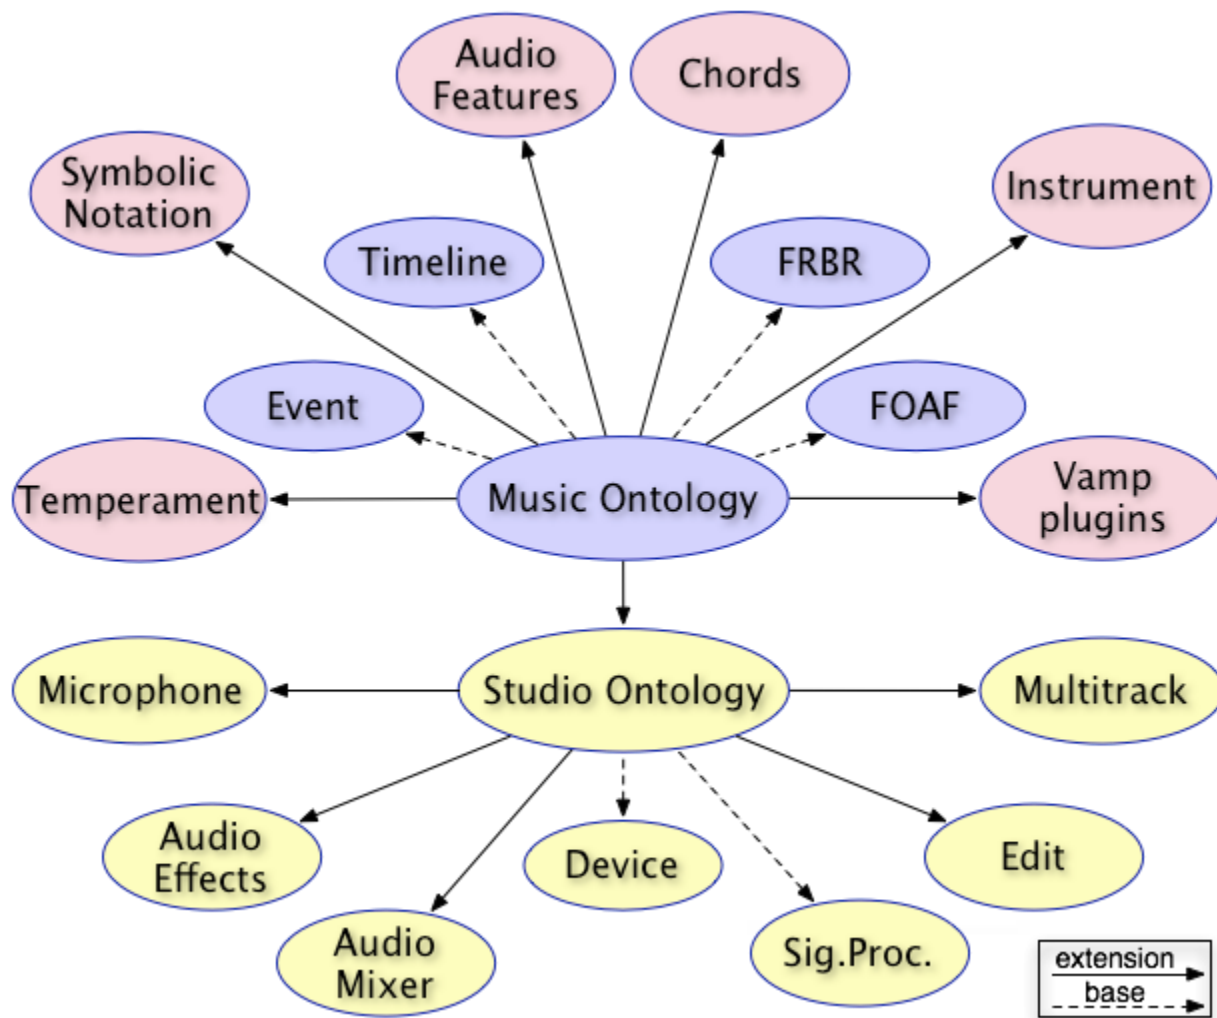 Audio
Features
Chords
Symbolic
Notation
Instrument
Timeline
FRBR
Event
FOAF
Temperament
Music Ontology
Vamp
plugins
Microphone
Studio Ontology
Multitrack
Audio
Effects
Device
Edit
Audio
Mixer
Sig.Proc.
extension
base